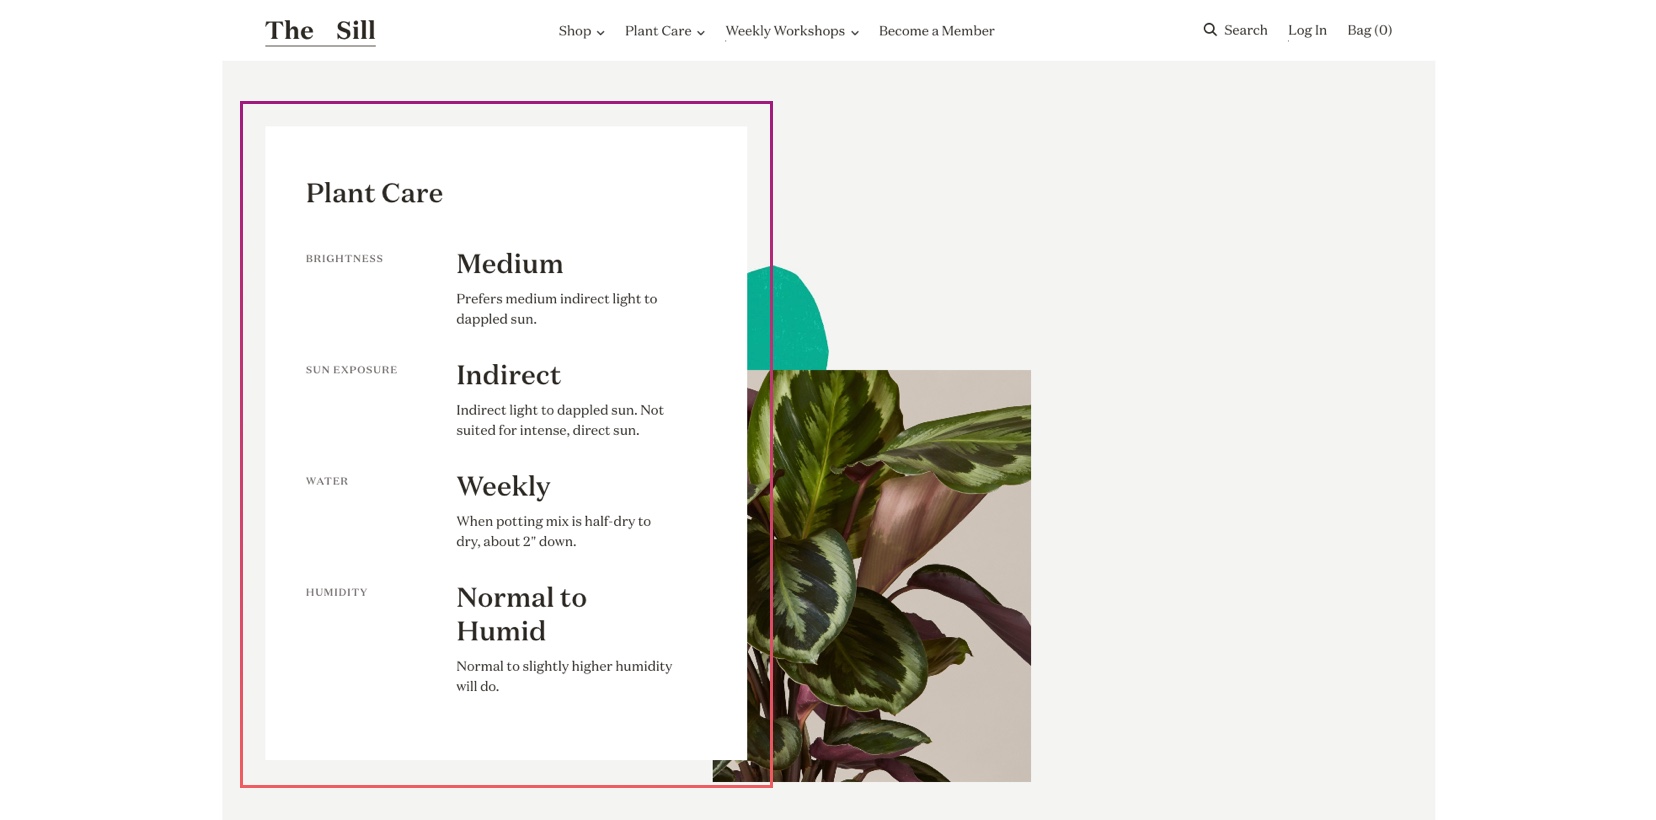 The Sill
Shop
Plant Care
Weekly Workshops
Become a Member
Search
Log In
Bag (0)
Plant Care
BRIGHTNESS
Medium
Prefers medium indirect light to
dappled sun.
SUN EXPOSURE
Indirect
Indirect light to dappled sun. Not
suited for intense, direct sun.
WATER
Weekly
When potting mix is half-dry to
dry, about 2” down.
HUMIDITY
Normal to
Humid
Normal to slightly higher humidity
will do.